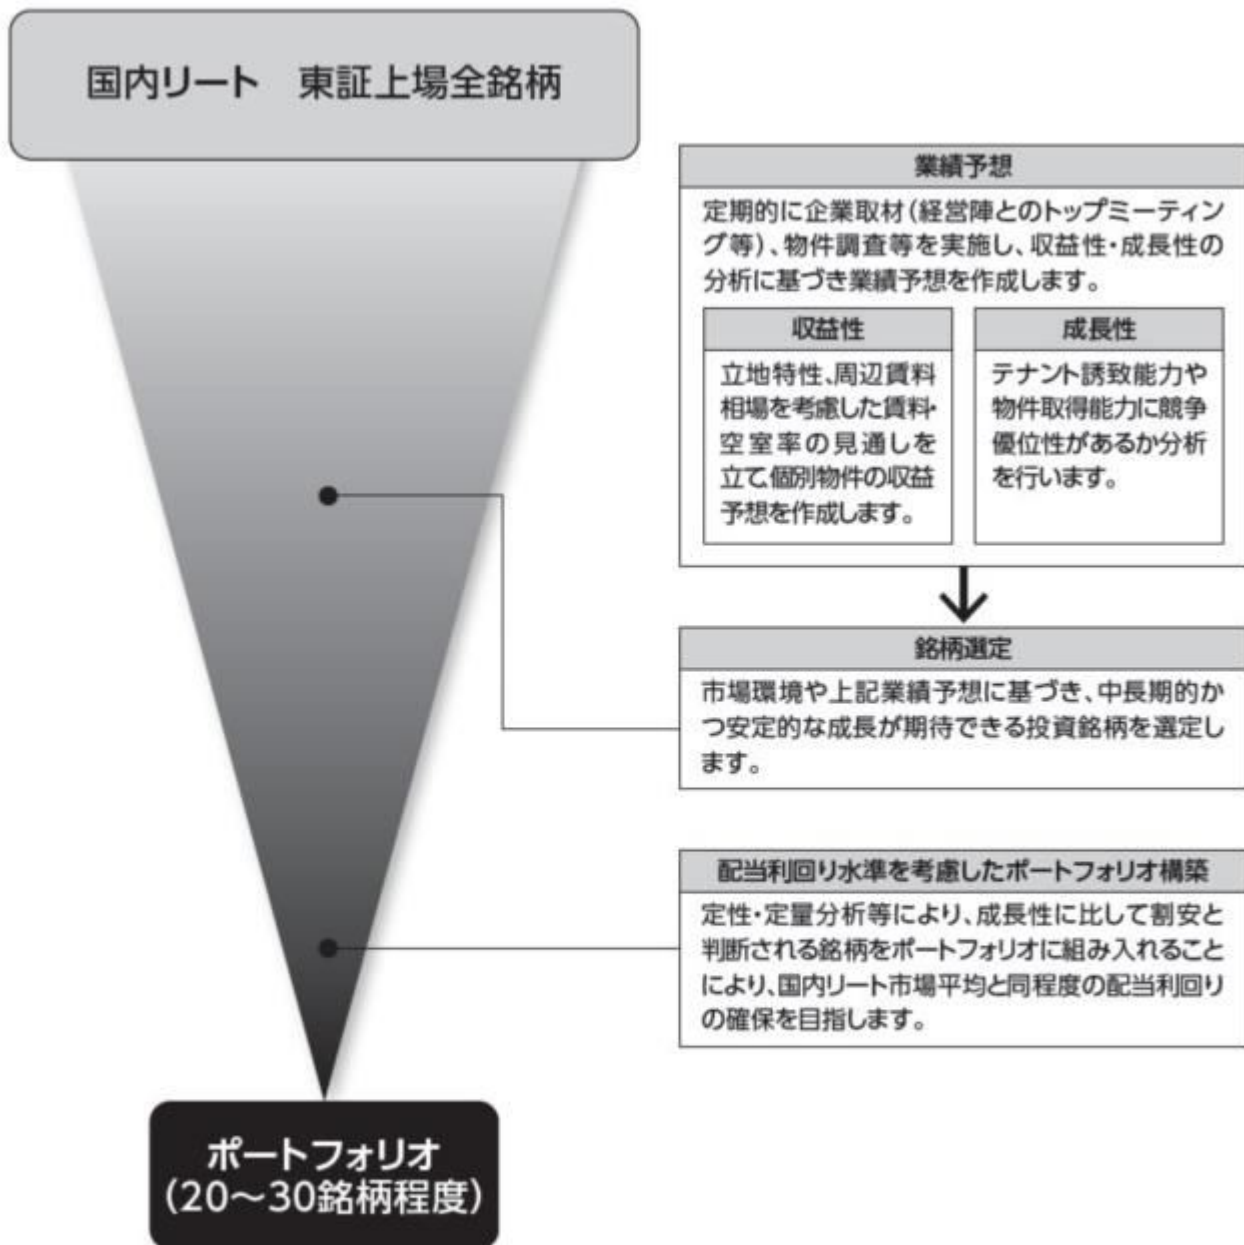 国内リート　東証上場全銘柄
業績予想
定期的に企業取材(経営陣とのトップミーティン
グ等)、物件調査等を実施し、収益性・成長性の
分析に基づき業績予想を作成します。
収益性
立地特性、周辺賃料
相場を考慮した賃料・
空室率の見通しを
立て、個別物件の収益
予想を作成します。
成長性
テナント誘致能力や
物件取得能力に競争
優位性があるか分析
を行います。
銘柄選定
市場環境や上記業績予想に基づき、中長期的か
つ安定的な成長が期待できる投資銘柄を選定し
ます。
配当利回り水準を考慮したポートフォリオ構築
定性・定量分析等により、成長性に比して割安と
判断される銘柄をポートフォリオに組み入れること
により、国内リート市場平均と同程度の配当利回り
の確保を目指します。
ポートフォリオ
(20〜30銘柄程度)